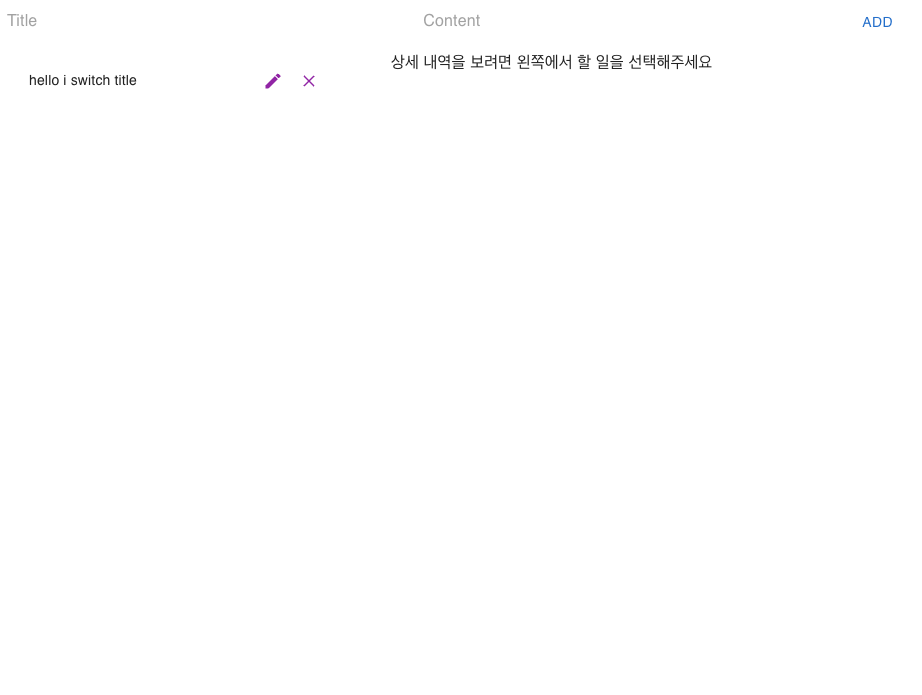 Title
Content
ADD
상세 내역을 보려면 왼쪽에서 할 일을 선택해주세요
hello i switch title